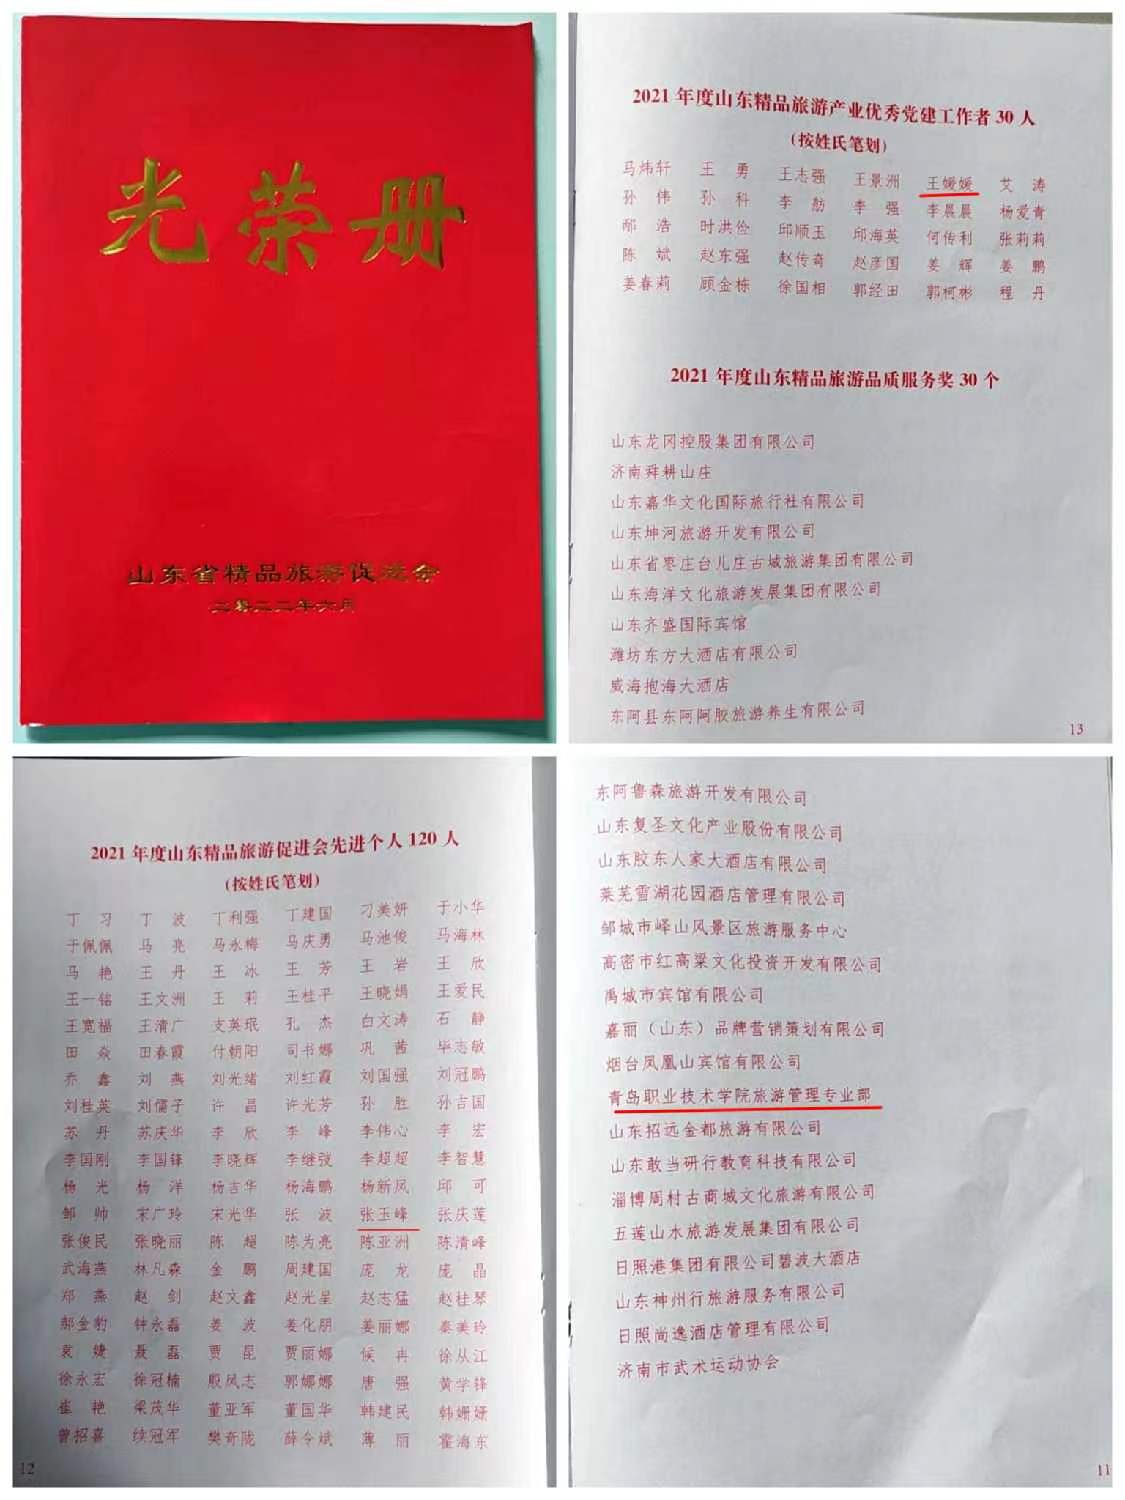 光荣册
山东省精品旅游促进会
二零二二年六月
2021 年度山东精品旅游产业优秀党建工作者 30 人
(按姓氏笔划)
马炜轩 王 勇 王志强 王景洲 王媛媛 艾 涛
孙 伟 孙 科 李 勐 李 强 李晨晨 杨爱青
邴 浩 时洪俭 邱顺玉 邱海英 何传利 张莉莉
陈 斌 赵东强 赵传奇 赵彦国 姜 辉 姜 鹏
姜春莉 顾金栋 徐国相 郭经田 郭柯彬 程 丹
2021 年度山东精品旅游品质服务奖 30 个
山东龙冈控股集团有限公司
济南舜耕山庄
山东嘉华文化国际旅行社有限公司
山东坤河旅游开发有限公司
山东省枣庄台儿庄古城旅游集团有限公司
山东海洋文化旅游发展集团有限公司
山东齐盛国际宾馆
潍坊东方大酒店有限公司
威海抱海大酒店
东阿县东阿阿胶旅游养生有限公司
13
2021 年度山东精品旅游促进会先进个人 120 人
(按姓氏笔划)
丁 习 丁 波 丁利强 丁建国 刁美妍 于小华
于佩佩 马 亮 马永梅 马庆勇 马池俊 马海林
马 艳 王 丹 王 冰 王 芳 王 岩 王 欣
王一铭 王文洲 王 莉 王桂平 王晓娟 王爱民
王宽福 王清广 支英珉 孔 杰 白文涛 石 静
田 焱 田春霞 付朝阳 司书娜 巩 茜 毕志敏
乔 鑫 刘 燕 刘光绪 刘红霞 刘国强 刘冠鹏
刘桂英 刘儒子 许 昌 许光芳 孙 胜 孙吉国
苏 丹 苏庆华 李 欣 李 峰 李伟心 李 宏
李国刚 李国锋 李晓辉 李继弢 李超超 李智慧
杨 光 杨 洋 杨吉华 杨海鹏 杨新凤 邱 可
邹 帅 宋广玲 宋光华 张 波 张玉峰 张庆莲
张俊民 张晓丽 陈 超 陈为亮 陈亚洲 陈清峰
武海燕 林凡森 金 鹏 周建国 庞 龙 庞 晶
郑 燕 赵 剑 赵文鑫 赵光星 赵志猛 赵桂琴
郝金豹 钟永磊 姜 波 姜化朋 姜丽娜 秦美玲
袁 婕 聂 磊 贾 昆 贾丽娜 侯 冉 徐从江
徐永宏 徐冠楠 殷凤志 郭娜娜 唐 强 黄学锋
崔 艳 梁茂华 董亚军 董国华 韩建民 韩姗姗
曾招喜 续冠军 樊奇陇 薛令斌 薄 丽 霍海东
12
东阿鲁森旅游开发有限公司
山东复圣文化产业股份有限公司
山东胶东人家大酒店有限公司
莱芜雪湖花园酒店管理有限公司
邹城市峄山风景区旅游服务中心
高密市红高粱文化投资开发有限公司
禹城市宾馆有限公司
嘉丽（山东）品牌营销策划有限公司
烟台凤凰山宾馆有限公司
青岛职业技术学院旅游管理专业部
山东招远金都旅游有限公司
山东敢当研行教育科技有限公司
淄博周村古商城文化旅游有限公司
五莲山水旅游发展集团有限公司
日照港集团有限公司碧波大酒店
山东神州行旅游服务有限公司
日照尚逸酒店管理有限公司
济南市武术运动协会
11